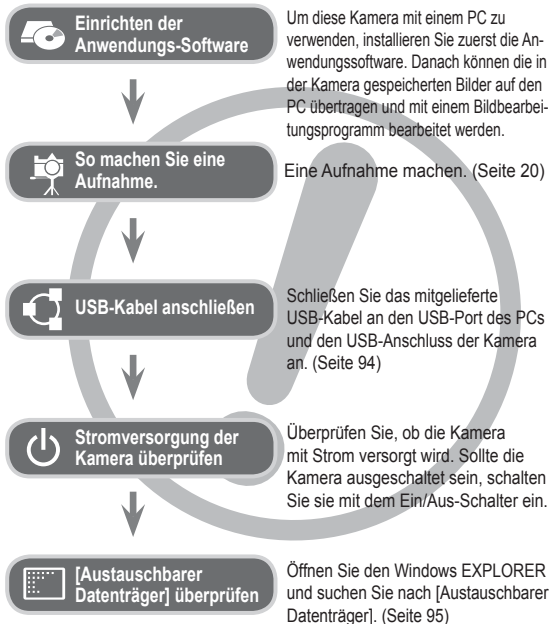 Einrichten der
Anwendungs-Software
Um diese Kamera mit einem PC zu
verwenden, installieren Sie zuerst die An-
wendungssoftware. Danach können die in
der Kamera gespeicherten Bilder auf den
PC übertragen und mit einem Bildbearbei-
tungsprogramm bearbeitet werden.
So machen Sie eine
Aufnahme.
Eine Aufnahme machen. (Seite 20)
USB-Kabel anschließen
Schließen Sie das mitgelieferte
USB-Kabel an den USB-Port des PCs
und den USB-Anschluss der Kamera
an. (Seite 94)
Stromversorgung der
Kamera überprüfen
Überprüfen Sie, ob die Kamera
mit Strom versorgt wird. Sollte die
Kamera ausgeschaltet sein, schalten
Sie sie mit dem Ein/Aus-Schalter ein.
[Austauschbarer
Datenträger] überprüfen
Öffnen Sie den Windows EXPLORER
und suchen Sie nach [Austauschbarer
Datenträger]. (Seite 95)